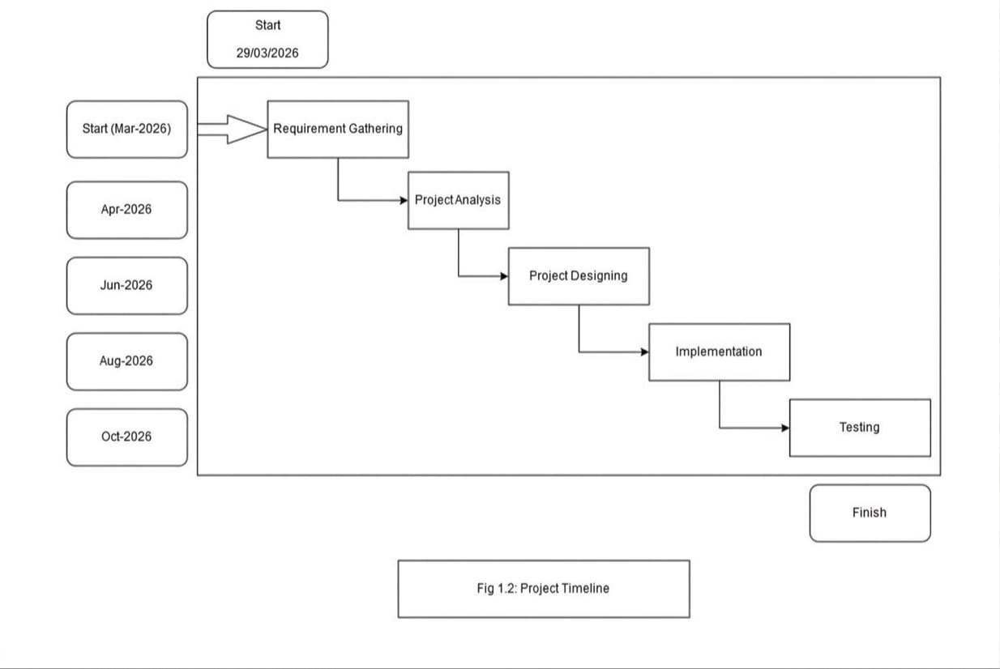 Start
29/03/2026
Start (Mar-2026)
Requirement Gathering
Apr-2026
Project Analysis
Jun-2026
Project Designing
Aug-2026
Implementation
Oct-2026
Testing
Finish
Fig 1.2: Project Timeline